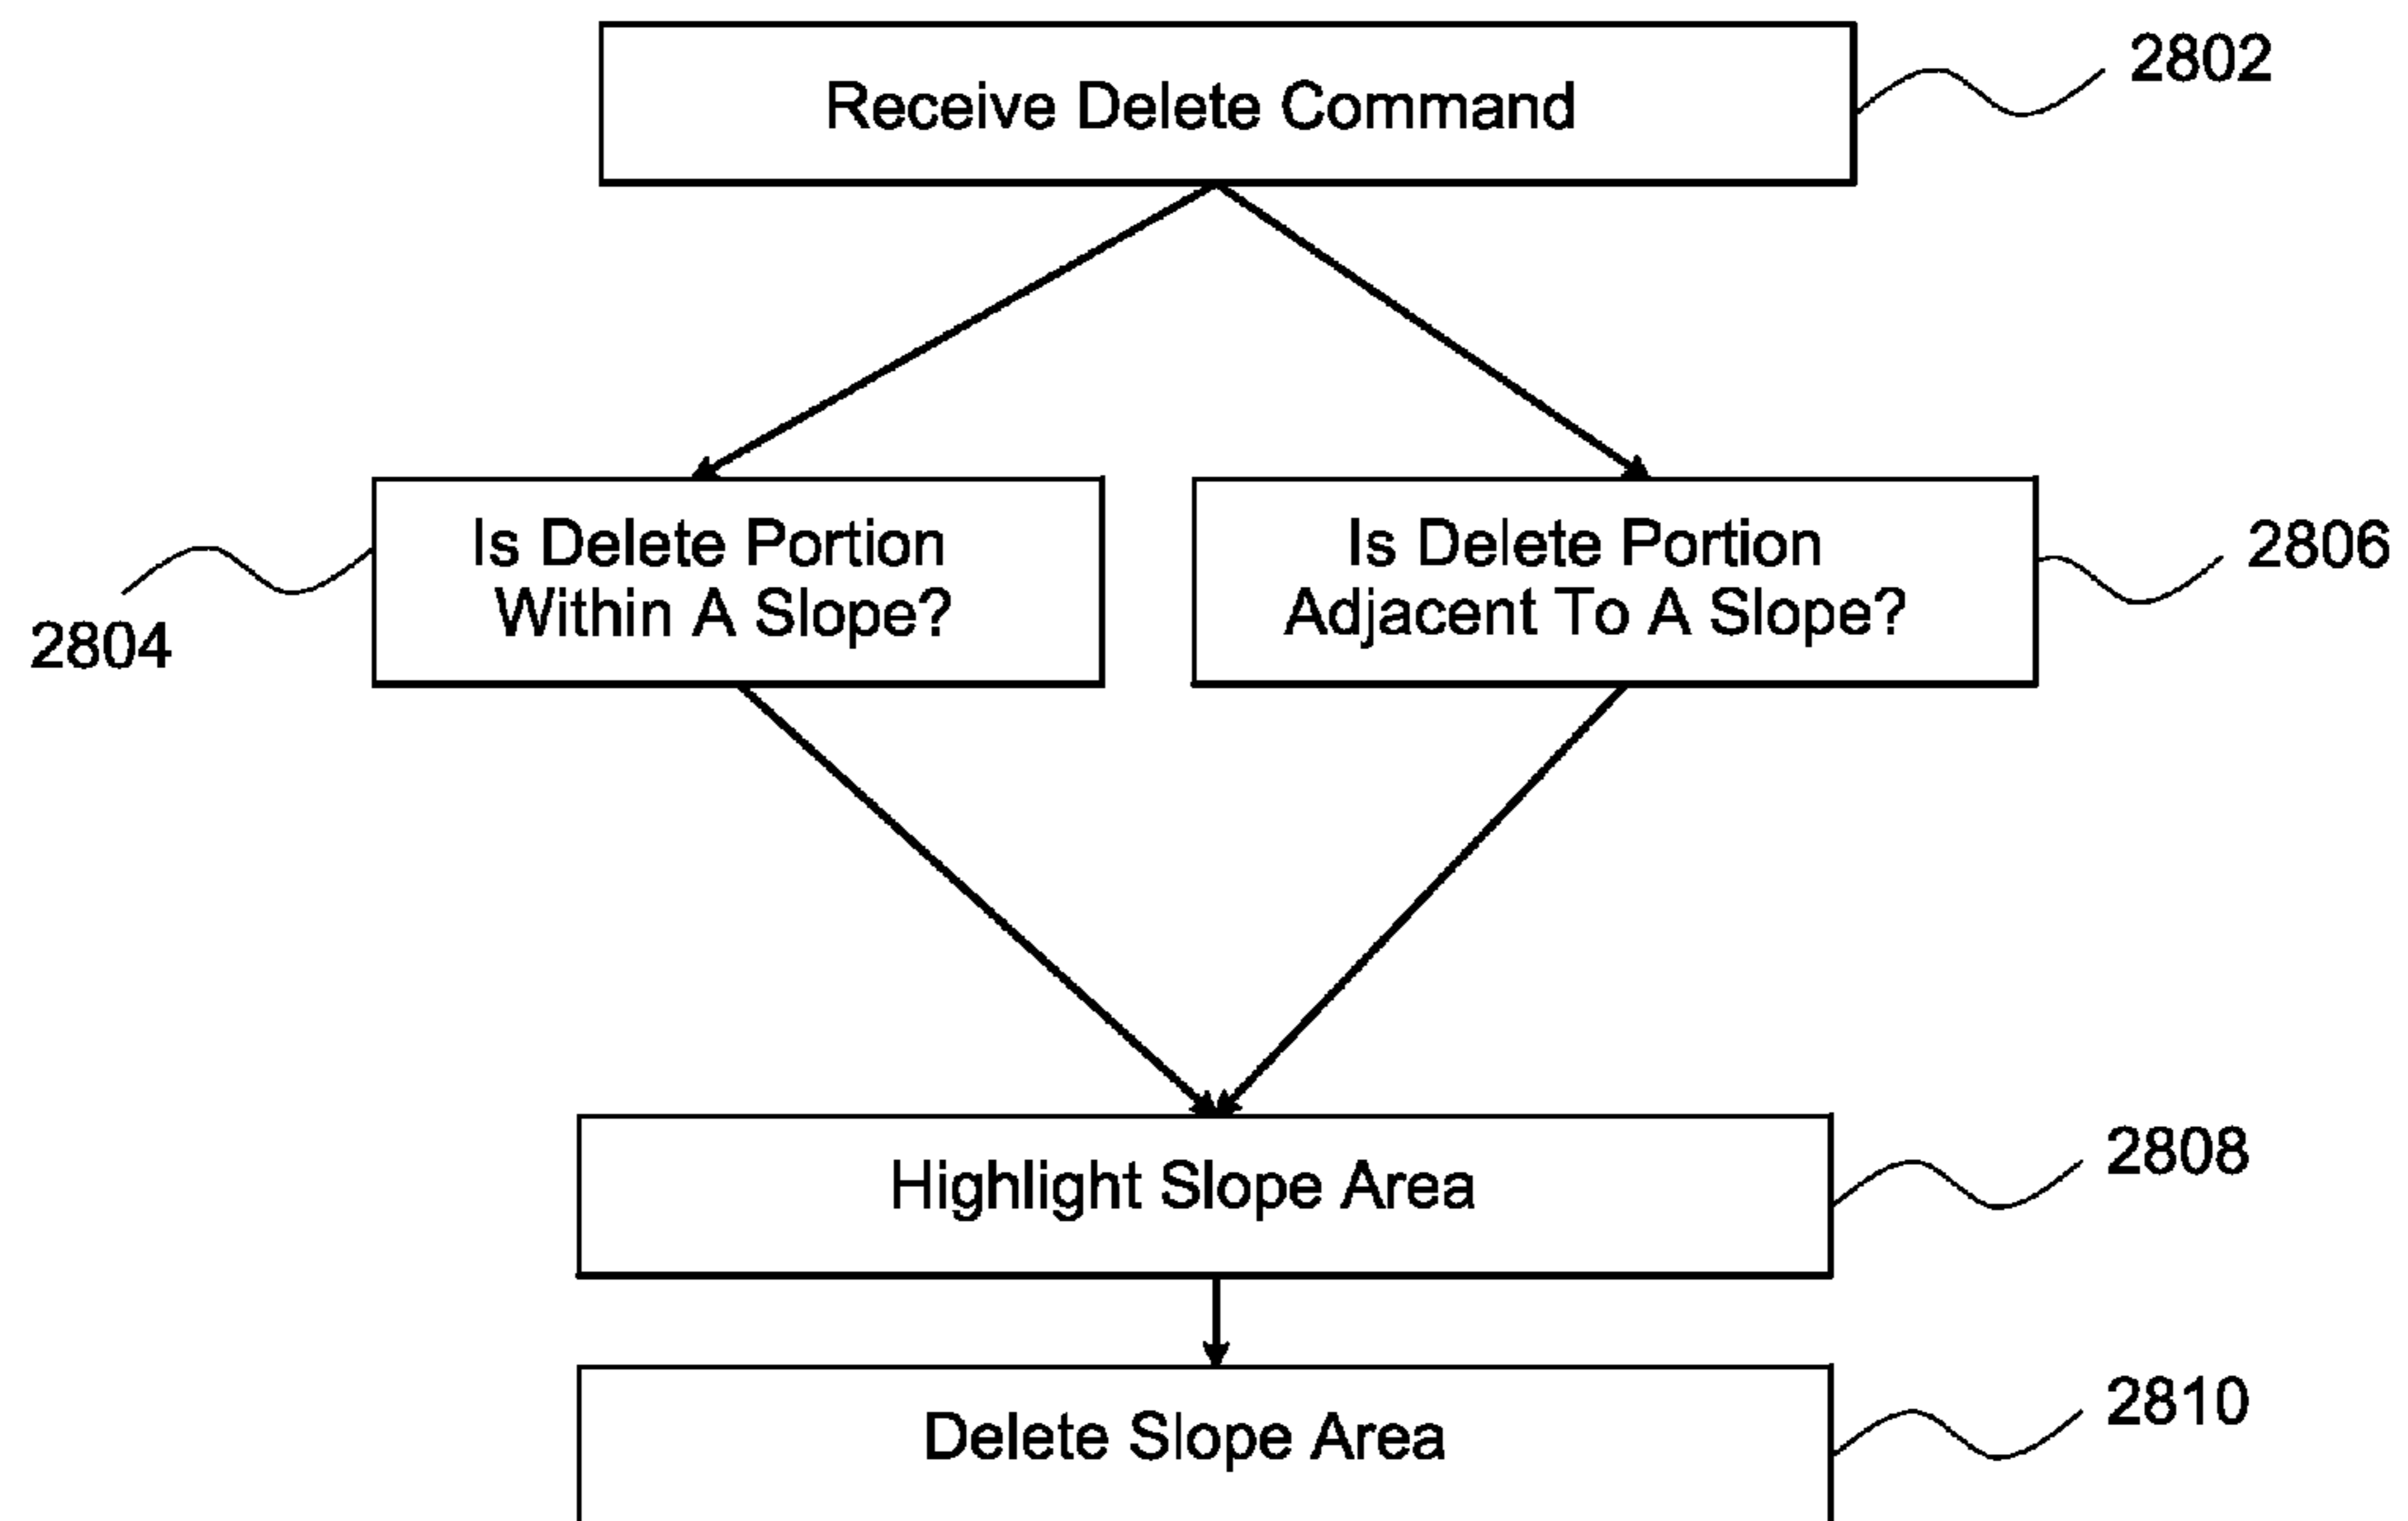 Receive Delete Command
2802
Is Delete Portion
Within A Slope?
2804
Is Delete Portion
Adjacent To A Slope?
2806
Highlight Slope Area
2808
Delete Slope Area
2810